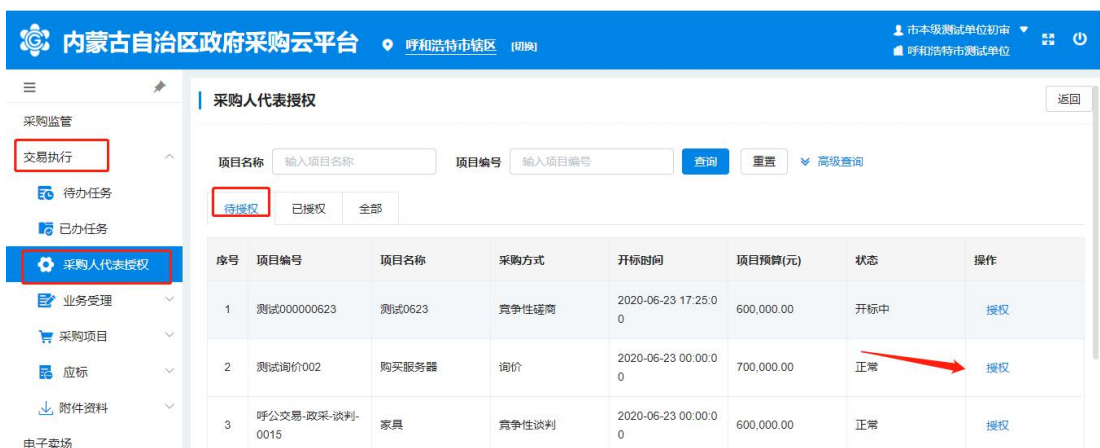 内蒙古自治区政府采购云平台 呼和浩特市辖区 [切换] 市本级测试单位初审
呼和浩特市测试单位
采购人代表授权 返回
采购监管
交易执行
项目名称 输入项目名称 项目编号 输入项目编号 查询 重置 高级查询
待办任务
待授权 已授权 全部
已办任务
采购人代表授权
序号 项目编号 项目名称 采购方式 开标时间 项目预算(元) 状态 操作
业务受理
1 测试000000623 测试0623 竞争性磋商 2020-06-23 17:25:0
0 600,000.00 开标中 授权
采购项目
2 测试询价002 购买服务器 询价 2020-06-23 00:00:0
0 700,000.00 正常 授权
应标
附件资料
3 呼公交易-政采-谈判-
0015 家具 竞争性谈判 2020-06-23 00:00:0
0 600,000.00 正常 授权
电子卖场